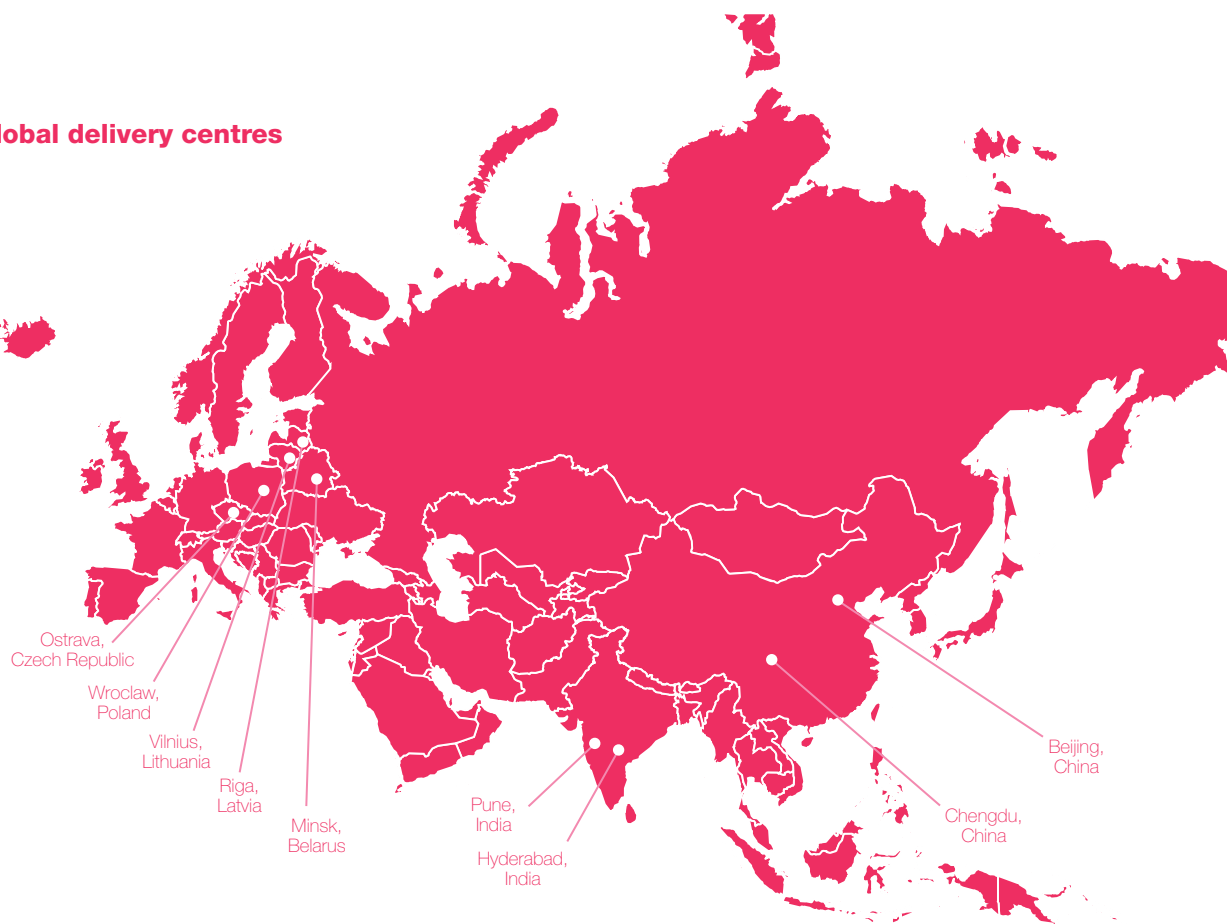 lobal delivery centres
Ostrava,
Czech Republic
Wroclaw,
Poland
Vilnius,
Lithuania
Riga,
Latvia
Minsk,
Belarus
Pune,
India
Hyderabad,
India
Beijing,
China
Chengdu,
China